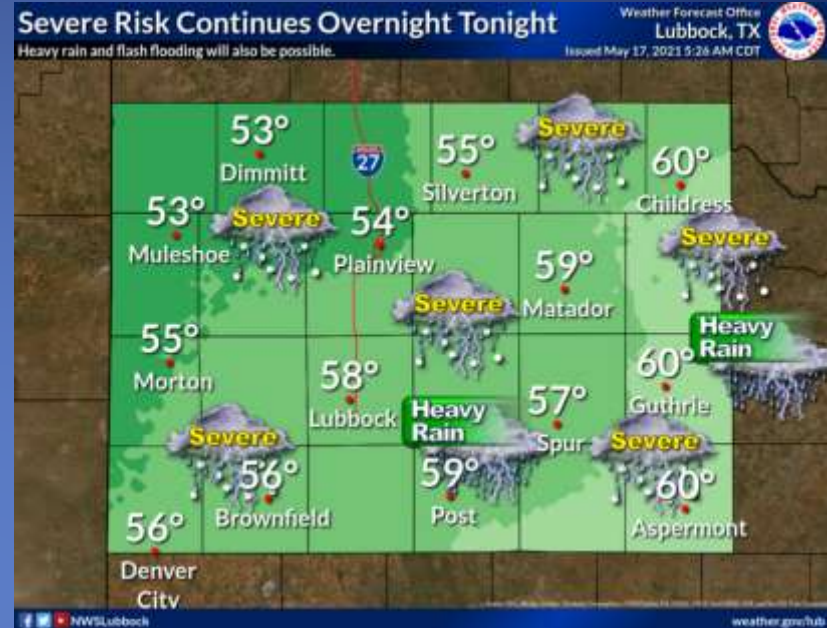 Severe Risk Continues Overnight Tonight
Heavy rain and flash flooding will also be possible.
Weather Forecast Office
Lubbock, TX
Issued May 17, 2021 5:26 AM CDT
53°
Dimmitt
27
55°
Silverton
Severe
60°
Childress
53°
Muleshoe
Severe
54°
Plainview
Severe
59°
Matador
Severe
55°
Morton
58°
Lubbock
Heavy
Rain
Heavy
Rain
57°
Spur
60°
Guthrie
Severe
56°
Brownfield
59°
Post
Severe
60°
Aspermont
56°
Denver
City
NWSLubbock
weather.gov/lub